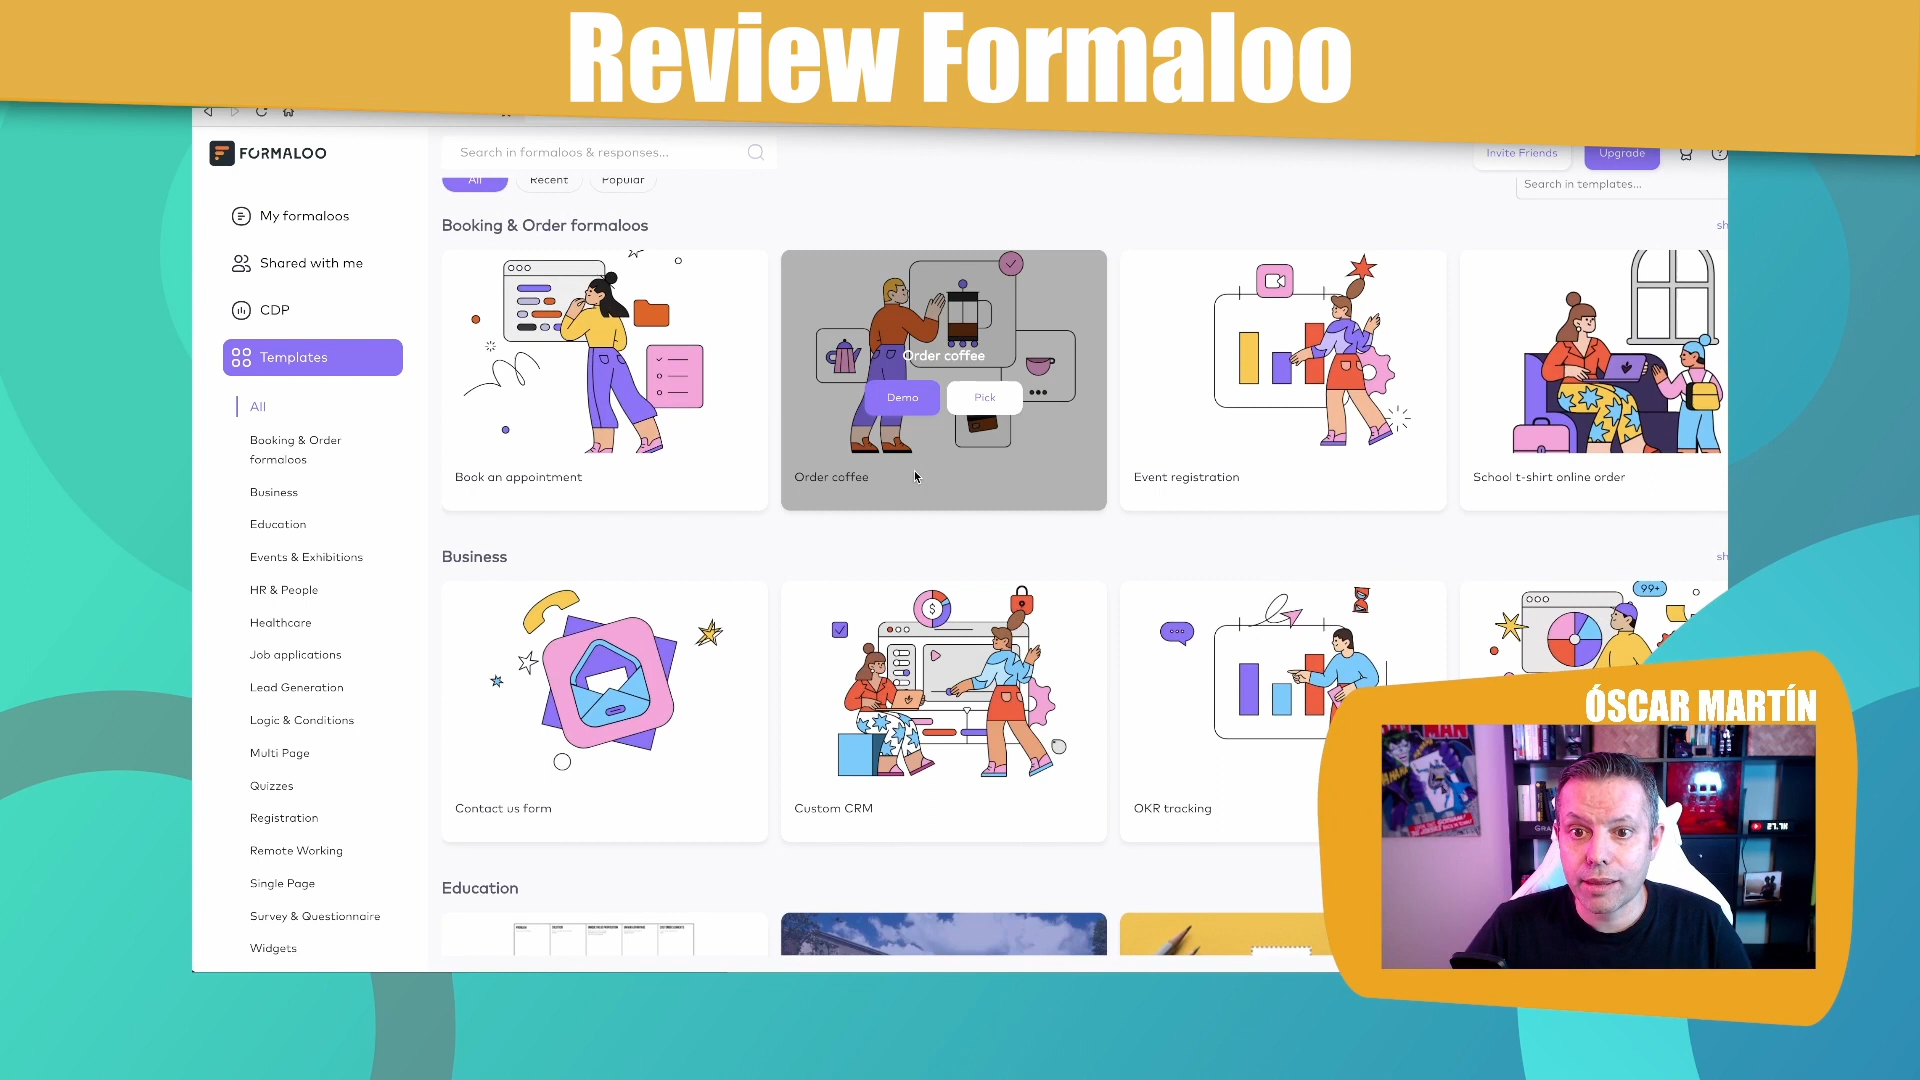 Review Formaloo
FORMALOO
Search in formaloos & responses...
Invite Friends
Upgrade
All
Recent
Popular
Search in templates...
My formaloos
Shared with me
CDP
Templates
All
Booking & Order
formaloos
Business
Education
Events & Exhibitions
HR & People
Healthcare
Job applications
Lead Generation
Logic & Conditions
Multi Page
Quizzes
Registration
Remote Working
Single Page
Survey & Questionnaire
Widgets
Booking & Order formaloos
sh
Order coffee
Demo
Pick
Book an appointment
Order coffee
Event registration
School t-shirt online order
Business
sh
99+
Contact us form
Custom CRM
OKR tracking
Education
ÓSCAR MARTÍN